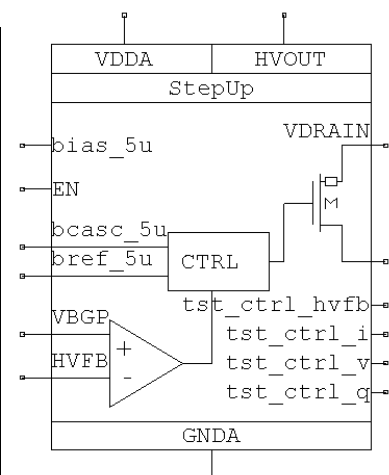 VDDA HVOUT
StepUp
VDRAIN
bias_5u
EN
M
bcasc_5u
bref_5u
CTRL
tst_ctrl_hvfb
VBGP
tst_ctrl_i
+
HVFB
tst_ctrl_v
-
tst_ctrl_q
GNDA